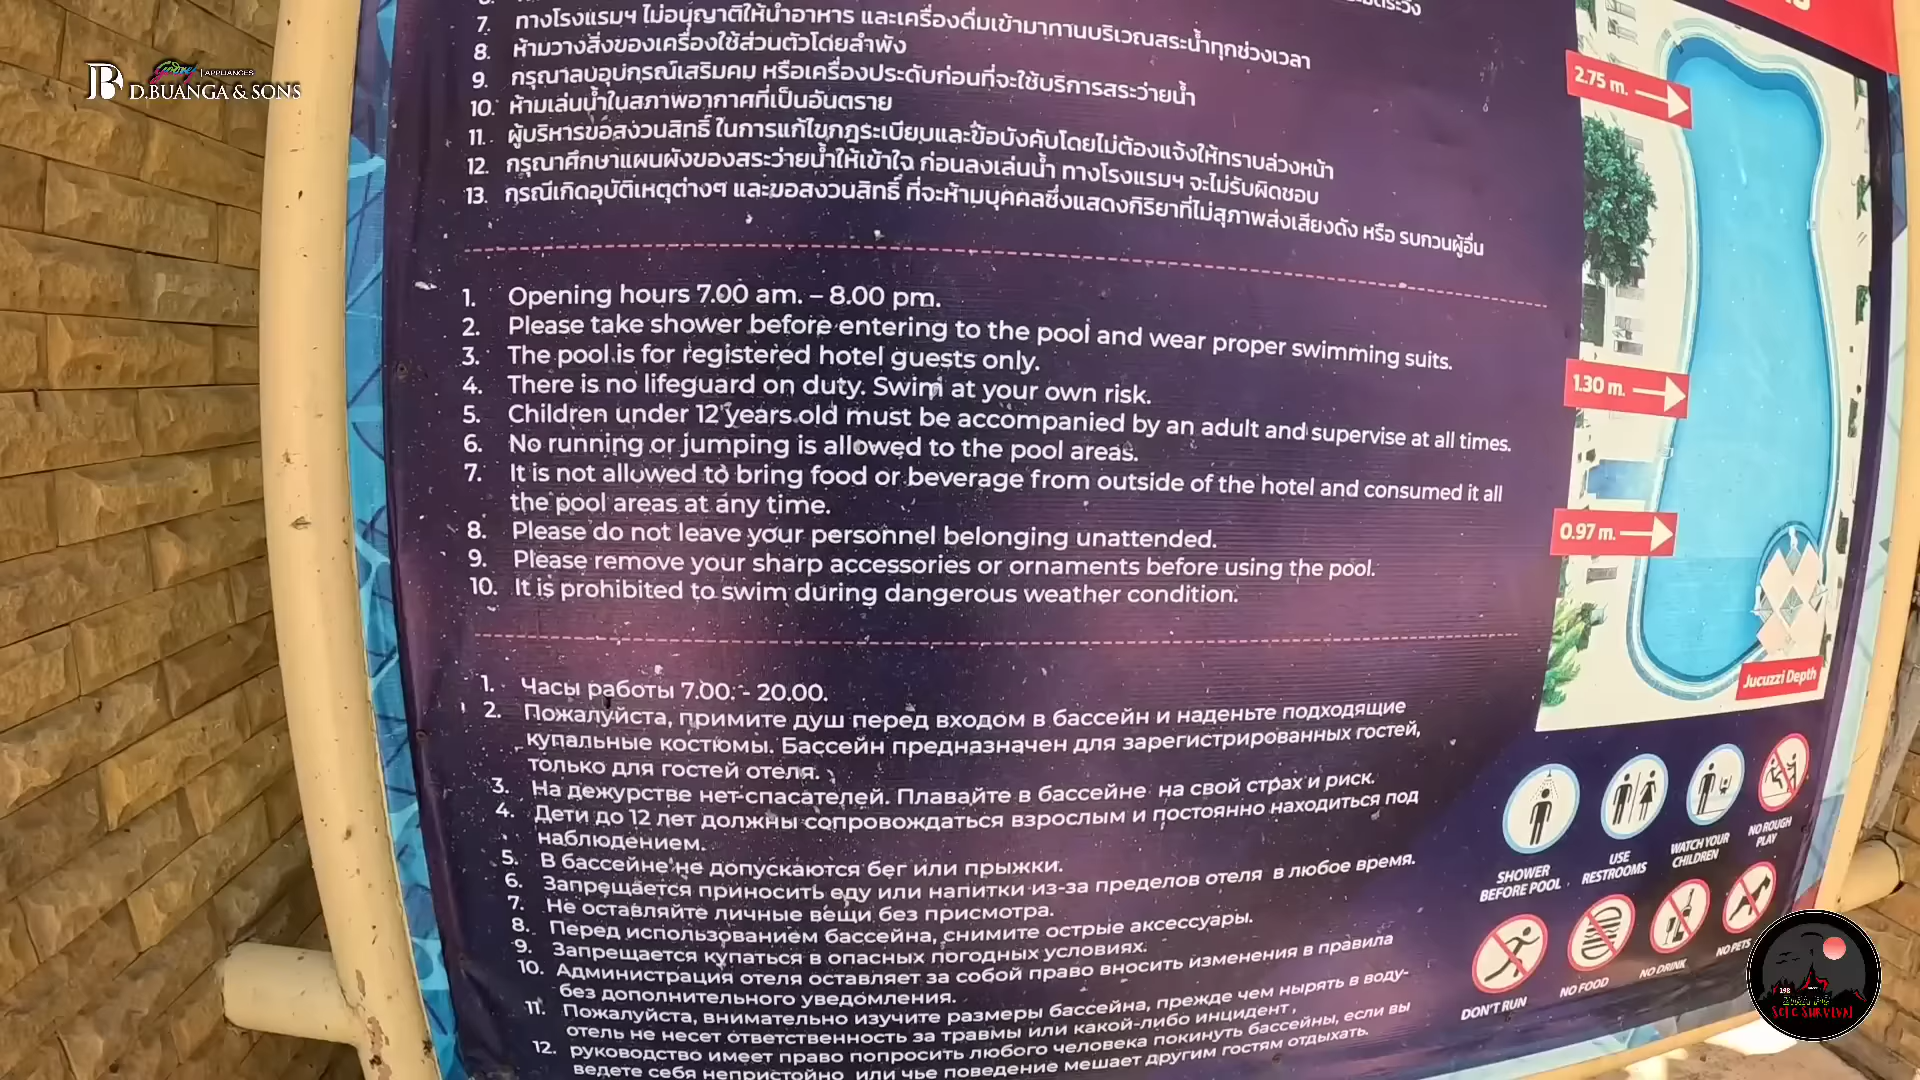 Godrej | APPLIANCES
D.BUANGA & SONS
7. ทางโรงแรมฯ ไม่อนุญาติให้นำอาหาร และเครื่องดื่มเข้ามาทานบริเวณสระน้ำทุกช่วงเวลา
8. ห้ามวางสิ่งของเครื่องใช้ส่วนตัวโดยลำพัง
9. กรุณาลบอุปกรณ์เสริมคม หรือเครื่องประดับก่อนที่จะใช้บริการสระว่ายน้ำ
10. ห้ามเล่นน้ำในสภาพอากาศที่เป็นอันตราย
11. ผู้บริหารขอสงวนสิทธิ์ ในการแก้ไขกฎระเบียบและข้อบังคับโดยไม่ต้องแจ้งให้ทราบล่วงหน้า
12. กรุณาศึกษาแผนผังของสระว่ายน้ำให้เข้าใจ ก่อนลงเล่นน้ำ ทางโรงแรมฯ จะไม่รับผิดชอบ
13. กรณีเกิดอุบัติเหตุต่างๆ และขอสงวนสิทธิ์ ที่จะห้ามบุคคลซึ่งแสดงกิริยาที่ไม่สุภาพส่งเสียงดัง หรือ รบกวนผู้อื่น
1. Opening hours 7.00 am. – 8.00 pm.
2. Please take shower before entering to the pool and wear proper swimming suits.
3. The pool is for registered hotel guests only.
4. There is no lifeguard on duty. Swim at your own risk.
5. Children under 12 years old must be accompanied by an adult and supervise at all times.
6. No running or jumping is allowed to the pool areas.
7. It is not allowed to bring food or beverage from outside of the hotel and consumed it all
the pool areas at any time.
8. Please do not leave your personnel belonging unattended.
9. Please remove your sharp accessories or ornaments before using the pool.
10. It is prohibited to swim during dangerous weather condition.
1. Часы работы 7.00. - 20.00.
2. Пожалуйста, примите душ перед входом в бассейн и наденьте подходящие
купальные костюмы. Бассейн предназначен для зарегистрированных гостей,
только для гостей отеля.
3. На дежурстве нет спасателей. Плавайте в бассейне на свой страх и риск.
4. Дети до 12 лет должны сопровождаться взрослым и постоянно находиться под
наблюдением.
5. В бассейне не допускаются бег или прыжки.
6. Запрещается приносить еду или напитки из-за пределов отеля в любое время.
7. Не оставляйте личные вещи без присмотра.
8. Перед использованием бассейна, снимите острые аксессуары.
9. Запрещается купаться в опасных погодных условиях.
10. Администрация отеля оставляет за собой право вносить изменения в правила
без дополнительного уведомления.
11. Пожалуйста, внимательно изучите размеры бассейна, прежде чем нырять в воду-
отель не несет ответственность за травмы или какой-либо инцидент,
12. руководство имеет право попросить любого человека покинуть бассейны, если вы
ведете себя непристойно или чье поведение мешает другим гостям отдыхать.
2.75 m.
1.30 m.
0.97 m.
Jucuzzi Depth
SHOWER
BEFORE POOL
USE
RESTROOMS
WATCH YOUR
CHILDREN
NO ROUGH
PLAY
DON'T RUN
NO FOOD
NO DRINK
NO PETS